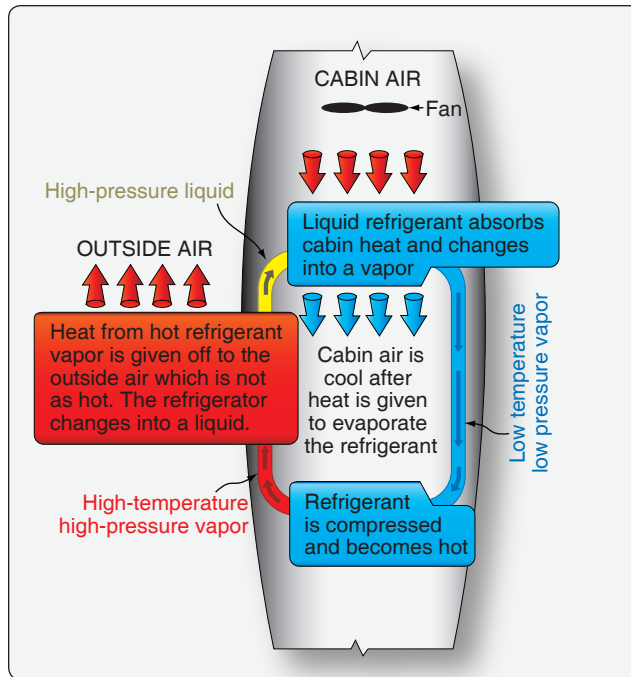 CABIN AIR
Fan
High-pressure liquid
Liquid refrigerant absorbs
cabin heat and changes
into a vapor
OUTSIDE AIR
Heat from hot refrigerant
vapor is given off to the
outside air which is not
as hot. The refrigerator
changes into a liquid.
Cabin air is
cool after
heat is given
to evaporate
the refrigerant
Low temperature
low pressure vapor
High-temperature
high-pressure vapor
Refrigerant
is compressed
and becomes hot